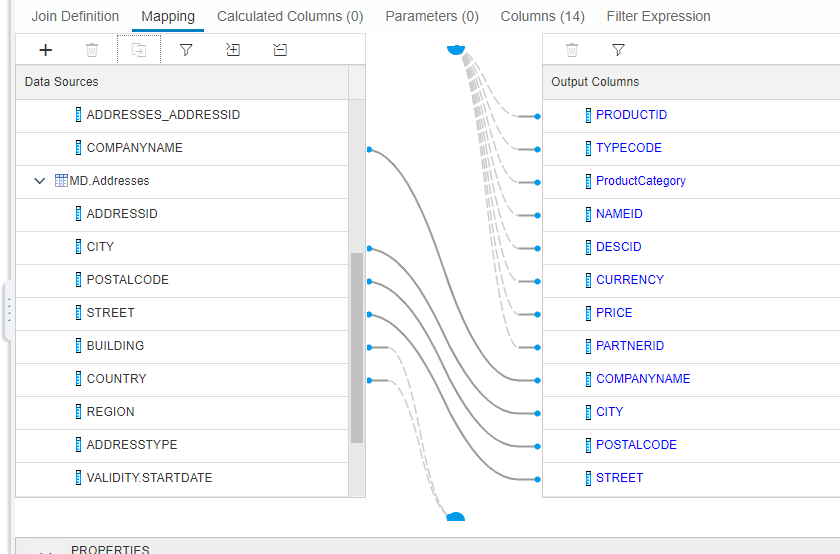 Join Definition Mapping Calculated Columns (0) Parameters (0) Columns (14) Filter Expression
Data Sources
ADDRESSES_ADDRESSID
COMPANYNAME
MD.Addresses
ADDRESSID
CITY
POSTALCODE
STREET
BUILDING
COUNTRY
REGION
ADDRESSTYPE
VALIDITY.STARTDATE
Output Columns
PRODUCTID
TYPECODE
ProductCategory
NAMEID
DESCID
CURRENCY
PRICE
PARTNERID
COMPANYNAME
CITY
POSTALCODE
STREET
PROPERTIES